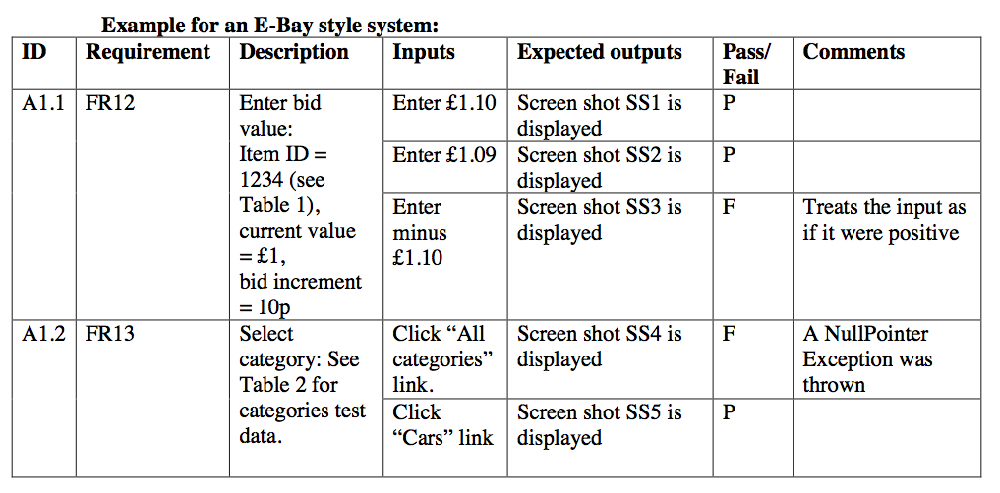 Example for an E-Bay style system:
ID Requirement Description Inputs Expected outputs Pass/ Comments
Fail
A1.1 FR12 Enter bid Enter £1.10 Screen shot SS1 is P
value: displayed
Item ID = Enter £1.09 Screen shot SS2 is P
1234 (see displayed
Table 1), Enter Screen shot SS3 is F Treats the input as
current value minus displayed if it were positive
= £1, £1.10
bid increment
= 10p
A1.2 FR13 Select Click “All Screen shot SS4 is F A NullPointer
category: See categories” displayed Exception was
Table 2 for link. thrown
categories test Click Screen shot SS5 is P
data. “Cars” link displayed